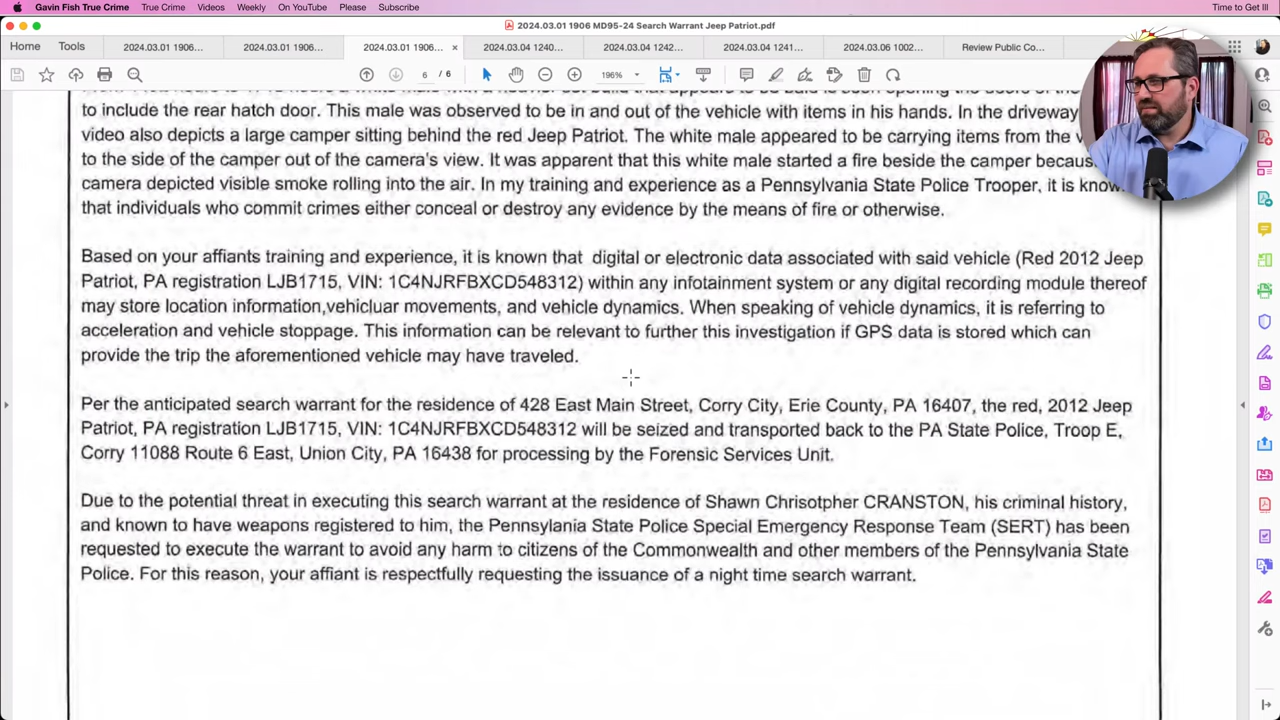 Gavin Fish True Crime True Crime Videos Weekly On YouTube Please Subscribe Time to Get Ill
2024.03.01 1906 MD95-24 Search Warrant Jeep Patriot.pdf
Home Tools 2024.03.01 1906... 2024.03.01 1906... 2024.03.01 1906... × 2024.03.04 1240... 2024.03.04 1242... 2024.03.04 1241... 2024.03.06 1002... Review Public Co...
6 / 6 196%
to include the rear hatch door. This male was observed to be in and out of the vehicle with items in his hands. In the driveway
video also depicts a large camper sitting behind the red Jeep Patriot. The white male appeared to be carrying items from the
to the side of the camper out of the camera's view. It was apparent that this white male started a fire beside the camper becaus
camera depicted visible smoke rolling into the air. In my training and experience as a Pennsylvania State Police Trooper, it is know
that individuals who commit crimes either conceal or destroy any evidence by the means of fire or otherwise.
Based on your affiants training and experience, it is known that digital or electronic data associated with said vehicle (Red 2012 Jeep
Patriot, PA registration LJB1715, VIN: 1C4NJRFBXCD548312) within any infotainment system or any digital recording module thereof
may store location information,vehicluar movements, and vehicle dynamics. When speaking of vehicle dynamics, it is referring to
acceleration and vehicle stoppage. This information can be relevant to further this investigation if GPS data is stored which can
provide the trip the aforementioned vehicle may have traveled.
Per the anticipated search warrant for the residence of 428 East Main Street, Corry City, Erie County, PA 16407, the red, 2012 Jeep
Patriot, PA registration LJB1715, VIN: 1C4NJRFBXCD548312 will be seized and transported back to the PA State Police, Troop E,
Corry 11088 Route 6 East, Union City, PA 16438 for processing by the Forensic Services Unit.
Due to the potential threat in executing this search warrant at the residence of Shawn Chrisotpher CRANSTON, his criminal history,
and known to have weapons registered to him, the Pennsylania State Police Special Emergency Response Team (SERT) has been
requested to execute the warrant to avoid any harm to citizens of the Commonwealth and other members of the Pennsylvania State
Police. For this reason, your affiant is respectfully requesting the issuance of a night time search warrant.